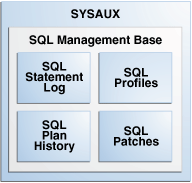 SYSAUX
SQL Management Base
SQL
Statement
Log
SQL
Profiles
SQL
Plan
History
SQL
Patches